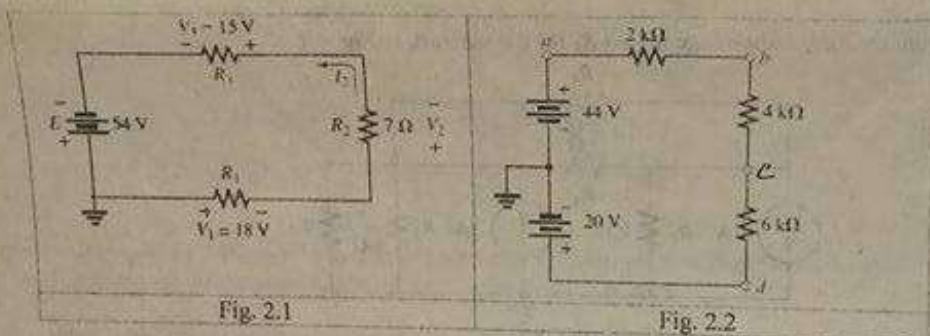 V₃ - 15 V
- +
R₃
I₂
-
E 54 V
+
R₂ 7 Ω V₂
-
+
R₁
+ -
V₁ = 18 V
Fig. 2.1
a 2 kΩ b
+
44 V
-
4 kΩ
C
-
20 V
+
6 kΩ
d
Fig. 2.2